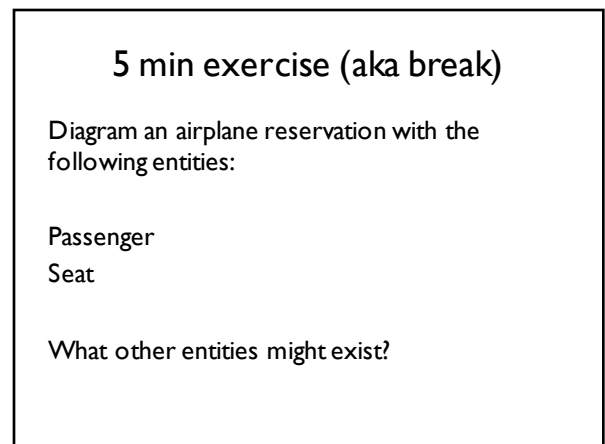 5 min exercise (aka break)
Diagram an airplane reservation with the
following entities:
Passenger
Seat
What other entities might exist?